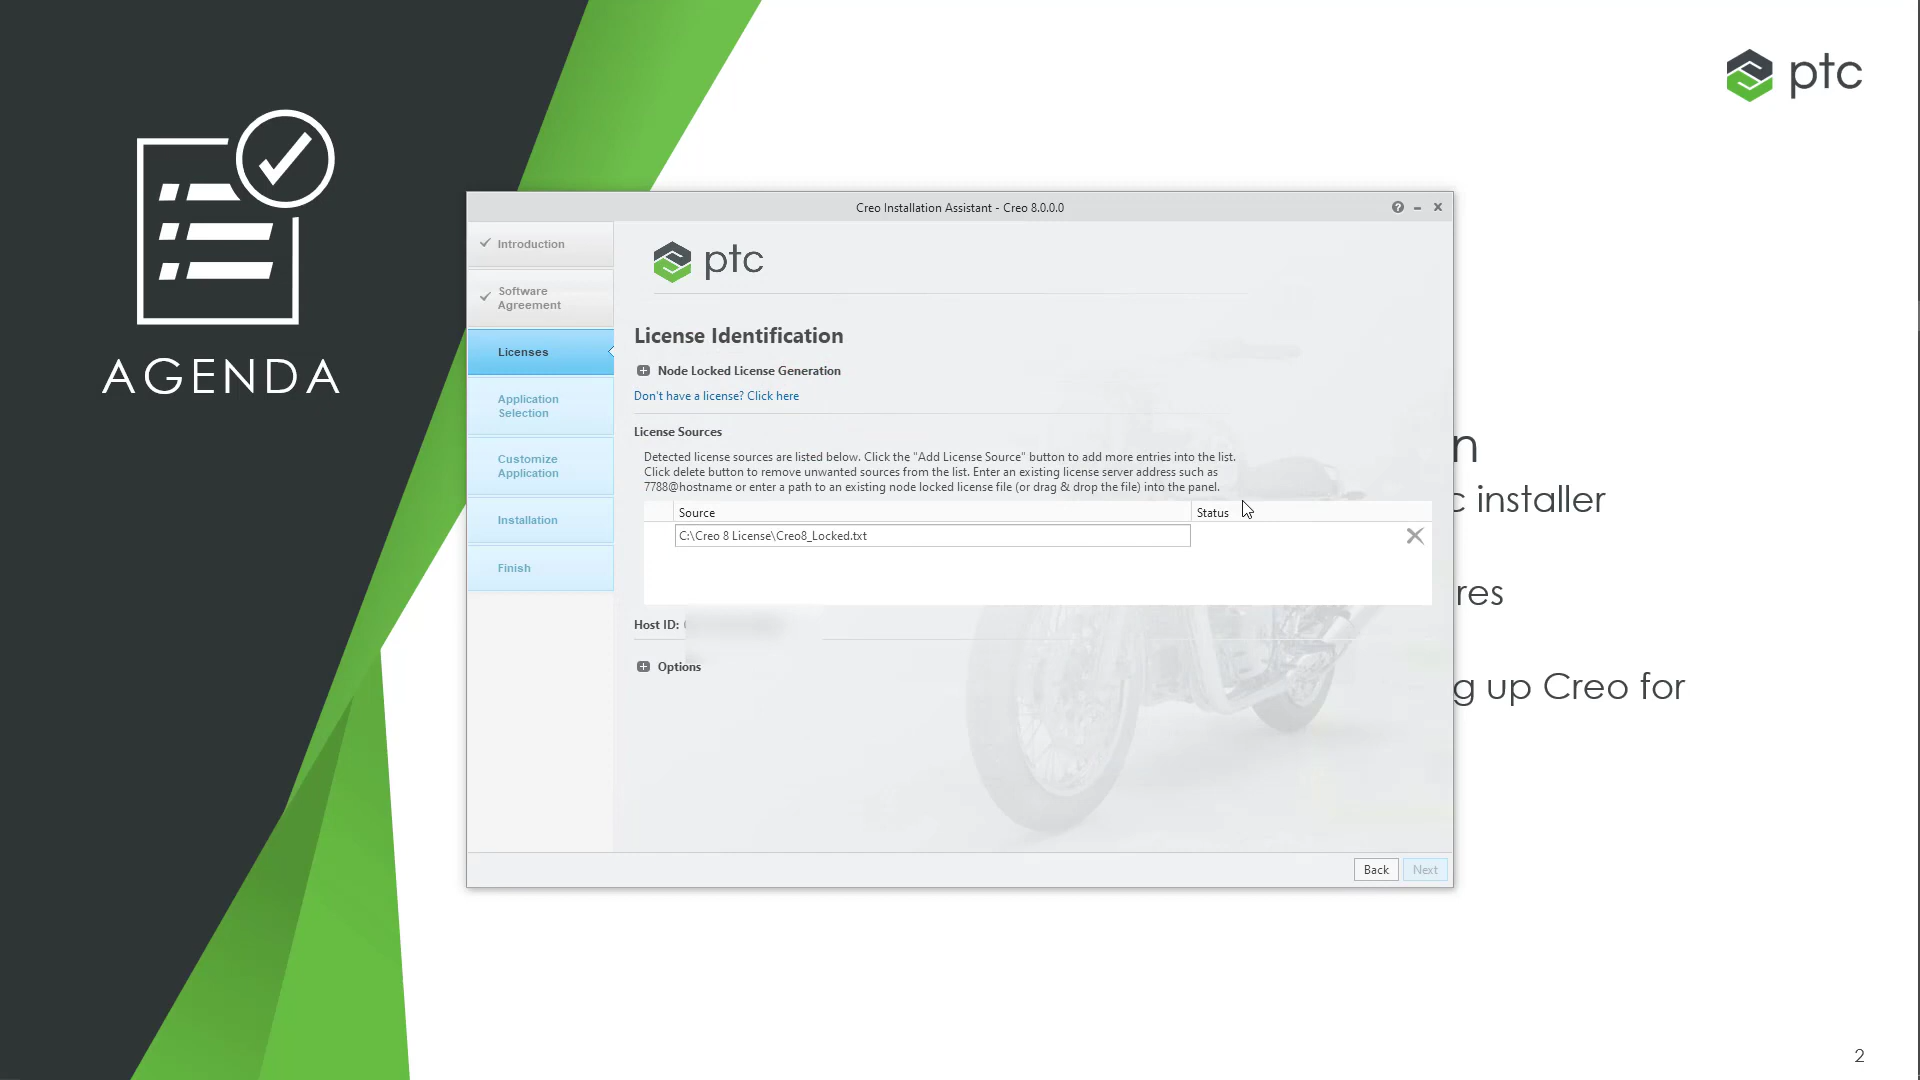 ptc
AGENDA
Creo Installation Assistant - Creo 8.0.0.0
Introduction
Software
Agreement
Licenses
Application
Selection
Customize
Application
Installation
Finish
ptc
License Identification
Node Locked License Generation
Don't have a license? Click here
License Sources
Detected license sources are listed below. Click the "Add License Source" button to add more entries into the list.
Click delete button to remove unwanted sources from the list. Enter an existing license server address such as
7788@hostname or enter a path to an existing node locked license file (or drag & drop the file) into the panel.
Source Status
C:\Creo 8 License\Creo8_Locked.txt
Host ID:
Options
Back Next
n
c installer
res
g up Creo for
2